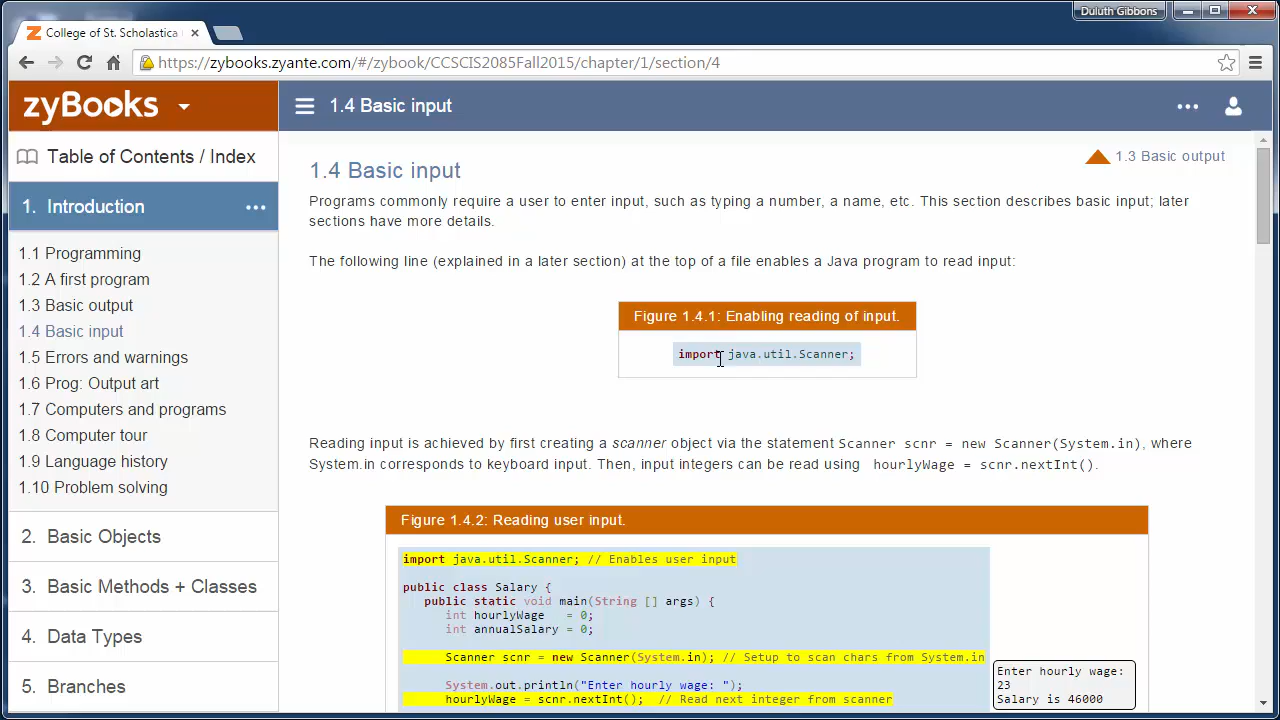 Duluth Gibbons
College of St. Scholastica
https://zybooks.zyante.com/#/zybook/CCSCIS2085Fall2015/chapter/1/section/4
zyBooks
1.4 Basic input
Table of Contents / Index
1. Introduction
1.1 Programming
1.2 A first program
1.3 Basic output
1.4 Basic input
1.5 Errors and warnings
1.6 Prog: Output art
1.7 Computers and programs
1.8 Computer tour
1.9 Language history
1.10 Problem solving
2. Basic Objects
3. Basic Methods + Classes
4. Data Types
5. Branches
1.3 Basic output
1.4 Basic input
Programs commonly require a user to enter input, such as typing a number, a name, etc. This section describes basic input; later
sections have more details.
The following line (explained in a later section) at the top of a file enables a Java program to read input:
Figure 1.4.1: Enabling reading of input.
import java.util.Scanner;
Reading input is achieved by first creating a scanner object via the statement Scanner scnr = new Scanner(System.in), where
System.in corresponds to keyboard input. Then, input integers can be read using hourlyWage = scnr.nextInt().
Figure 1.4.2: Reading user input.
import java.util.Scanner; // Enables user input
public class Salary {
public static void main(String [] args) {
int hourlyWage = 0;
int annualSalary = 0;
Scanner scnr = new Scanner(System.in); // Setup to scan chars from System.in
System.out.println("Enter hourly wage: ");
hourlyWage = scnr.nextInt(); // Read next integer from scanner
Enter hourly wage:
23
Salary is 46000